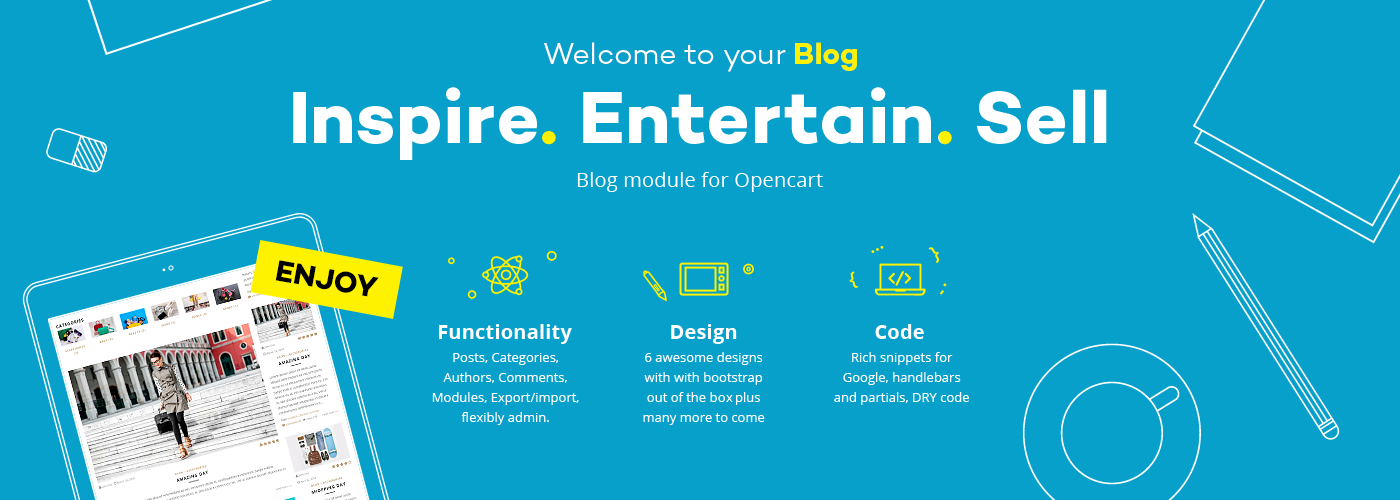 Welcome to your Blog
Inspire. Entertain. Sell
Blog module for Opencart
ENJOY
CATEGORIES
AMAZING DAY
AMAZING DAY
SHOPPING DAY
Functionality
Posts, Categories,
Authors, Comments,
Modules, Export/import,
flexibly admin.
Design
6 awesome designs
with with bootstrap
out of the box plus
many more to come
Code
Rich snippets for
Google, handlebars
and partials, DRY code